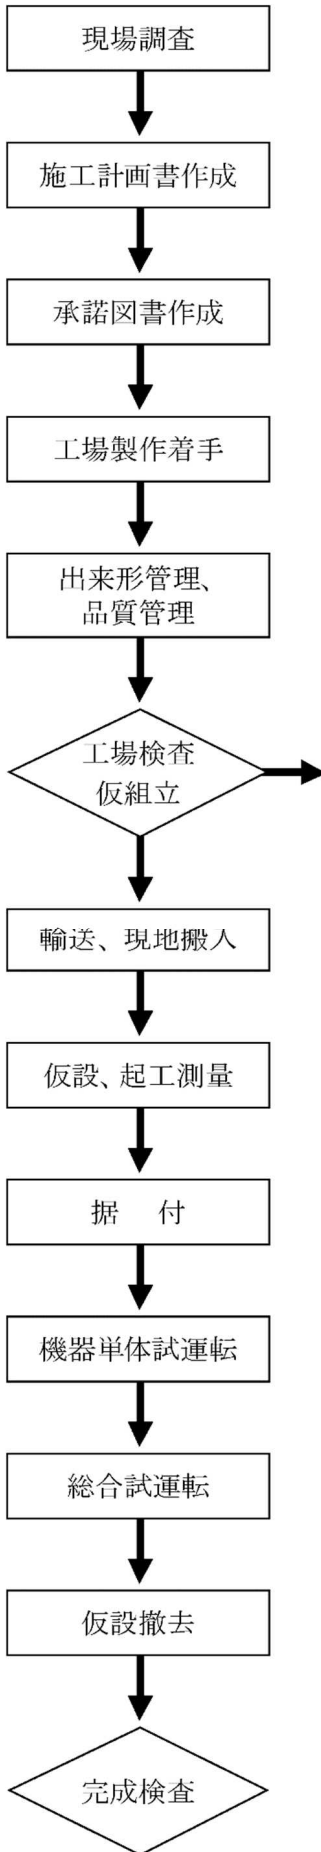 現場調査
施工計画書作成
承諾図書作成
工場製作着手
出来形管理、
品質管理
工場検査
仮組立
輸送、現地搬入
仮設、起工測量
据　付
機器単体試運転
総合試運転
仮設撤去
完成検査